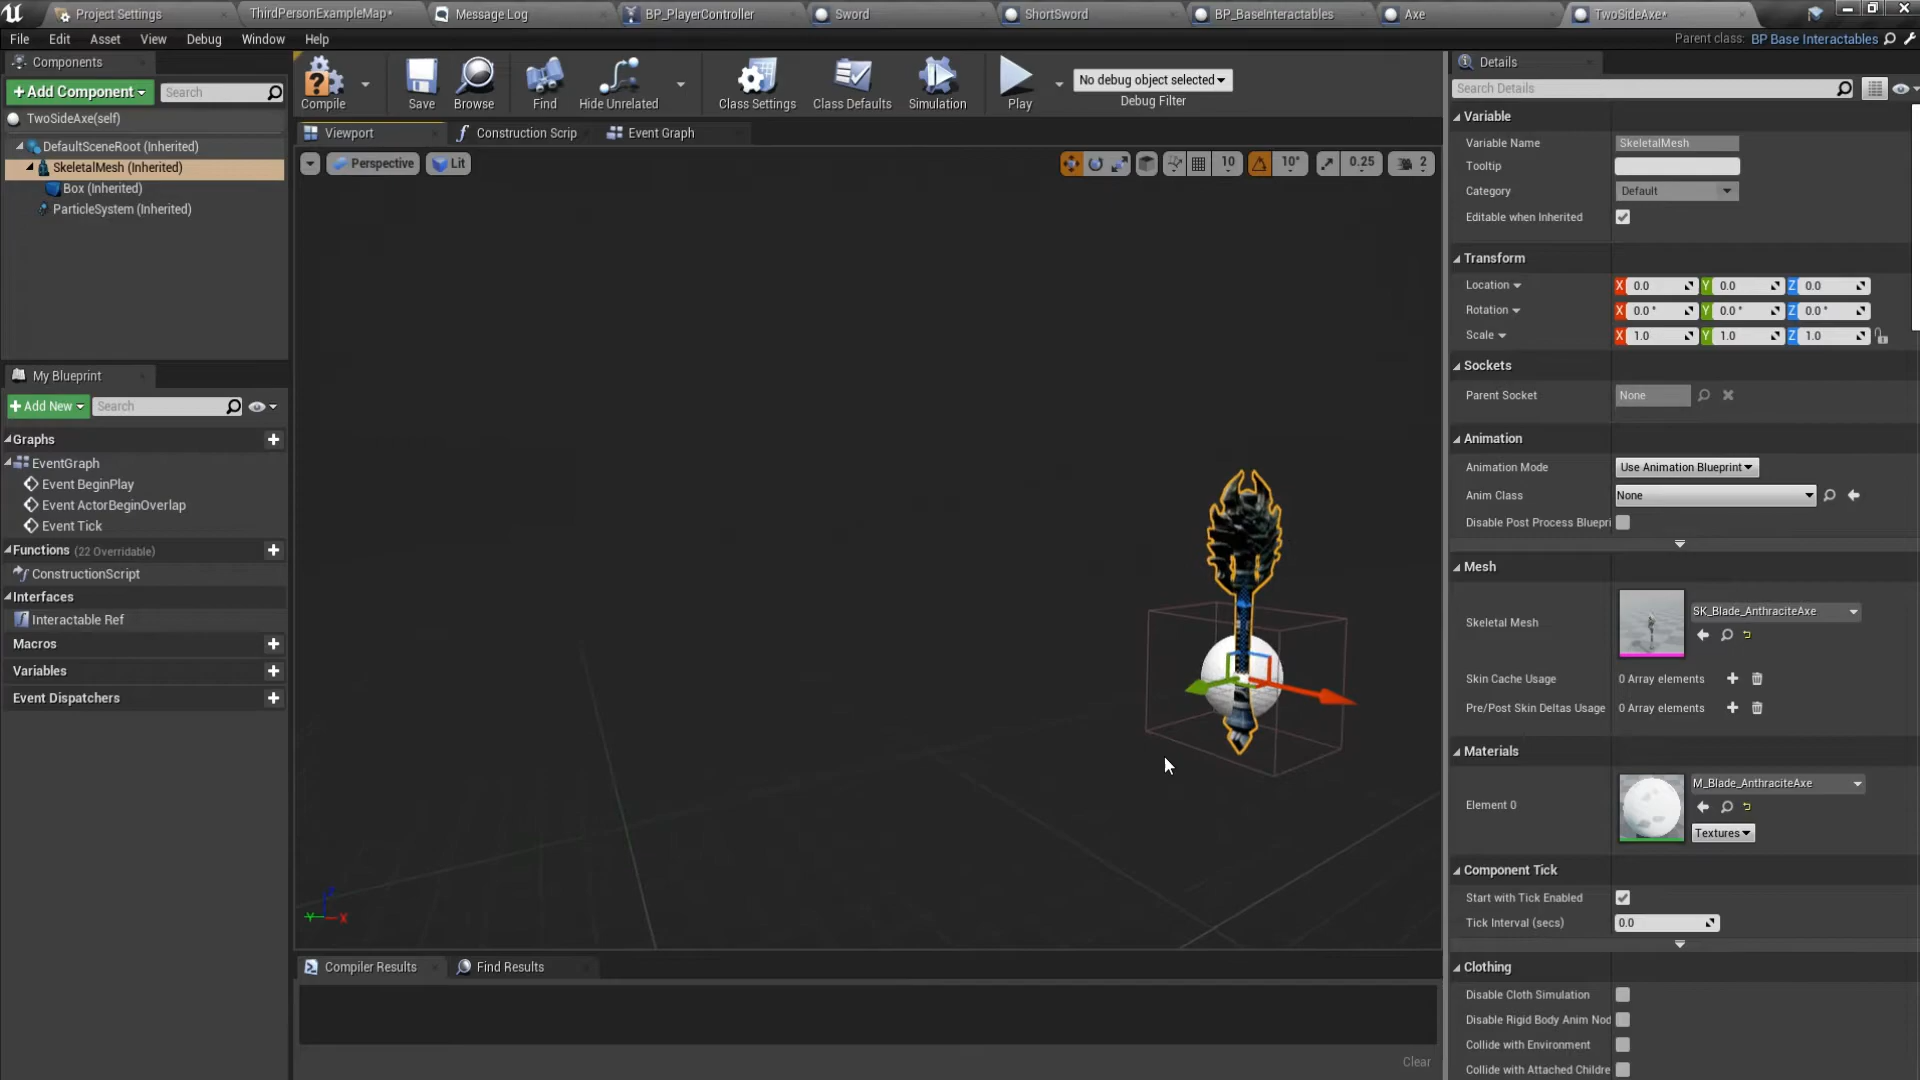 Project Settings
ThirdPersonExampleMap*
Message Log
BP_PlayerController
Sword
ShortSword
BP_BaseInteractables
Axe
TwoSideAxe*
File Edit Asset View Debug Window Help
Parent class: BP Base Interactables
Components
+Add Component
Search
TwoSideAxe(self)
DefaultSceneRoot (Inherited)
SkeletalMesh (Inherited)
Box (Inherited)
ParticleSystem (Inherited)
My Blueprint
+Add New
Search
Graphs
EventGraph
Event BeginPlay
Event ActorBeginOverlap
Event Tick
Functions (22 Overridable)
ConstructionScript
Interfaces
Interactable Ref
Macros
Variables
Event Dispatchers
Compile
Save
Browse
Find
Hide Unrelated
Class Settings
Class Defaults
Simulation
Play
No debug object selected
Debug Filter
Viewport
Construction Scrip
Event Graph
Perspective
Lit
10
10°
0.25
2
Y
X
Compiler Results
Find Results
Clear
Details
Search Details
Variable
Variable Name SkeletalMesh
Tooltip
Category Default
Editable when Inherited
Transform
Location X 0.0 Y 0.0 Z 0.0
Rotation X 0.0 ° Y 0.0 ° Z 0.0 °
Scale X 1.0 Y 1.0 Z 1.0
Sockets
Parent Socket None
Animation
Animation Mode Use Animation Blueprint
Anim Class None
Disable Post Process Bluepri
Mesh
Skeletal Mesh SK_Blade_AnthraciteAxe
Skin Cache Usage 0 Array elements
Pre/Post Skin Deltas Usage 0 Array elements
Materials
Element 0 M_Blade_AnthraciteAxe
Textures
Component Tick
Start with Tick Enabled
Tick Interval (secs) 0.0
Clothing
Disable Cloth Simulation
Disable Rigid Body Anim Nod
Collide with Environment
Collide with Attached Childre